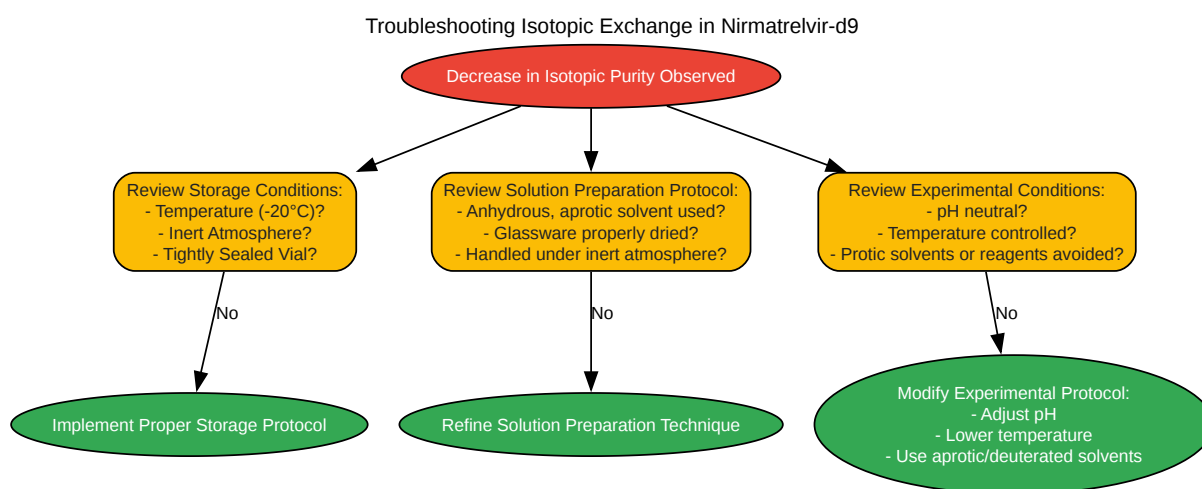 Troubleshooting Isotopic Exchange in Nirmatrelvir-d9
Decrease in Isotopic Purity Observed
Review Storage Conditions:
- Temperature (-20°C)?
- Inert Atmosphere?
- Tightly Sealed Vial?
Review Solution Preparation Protocol:
- Anhydrous, aprotic solvent used?
- Glassware properly dried?
- Handled under inert atmosphere?
Review Experimental Conditions:
- pH neutral?
- Temperature controlled?
- Protic solvents or reagents avoided?
No
No
No
Implement Proper Storage Protocol
Refine Solution Preparation Technique
Modify Experimental Protocol:
- Adjust pH
- Lower temperature
- Use aprotic/deuterated solvents